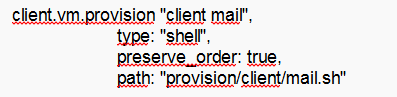 client.vm.provision "client mail",
type: "shell",
preserve_order: true,
path: "provision/client/mail.sh"